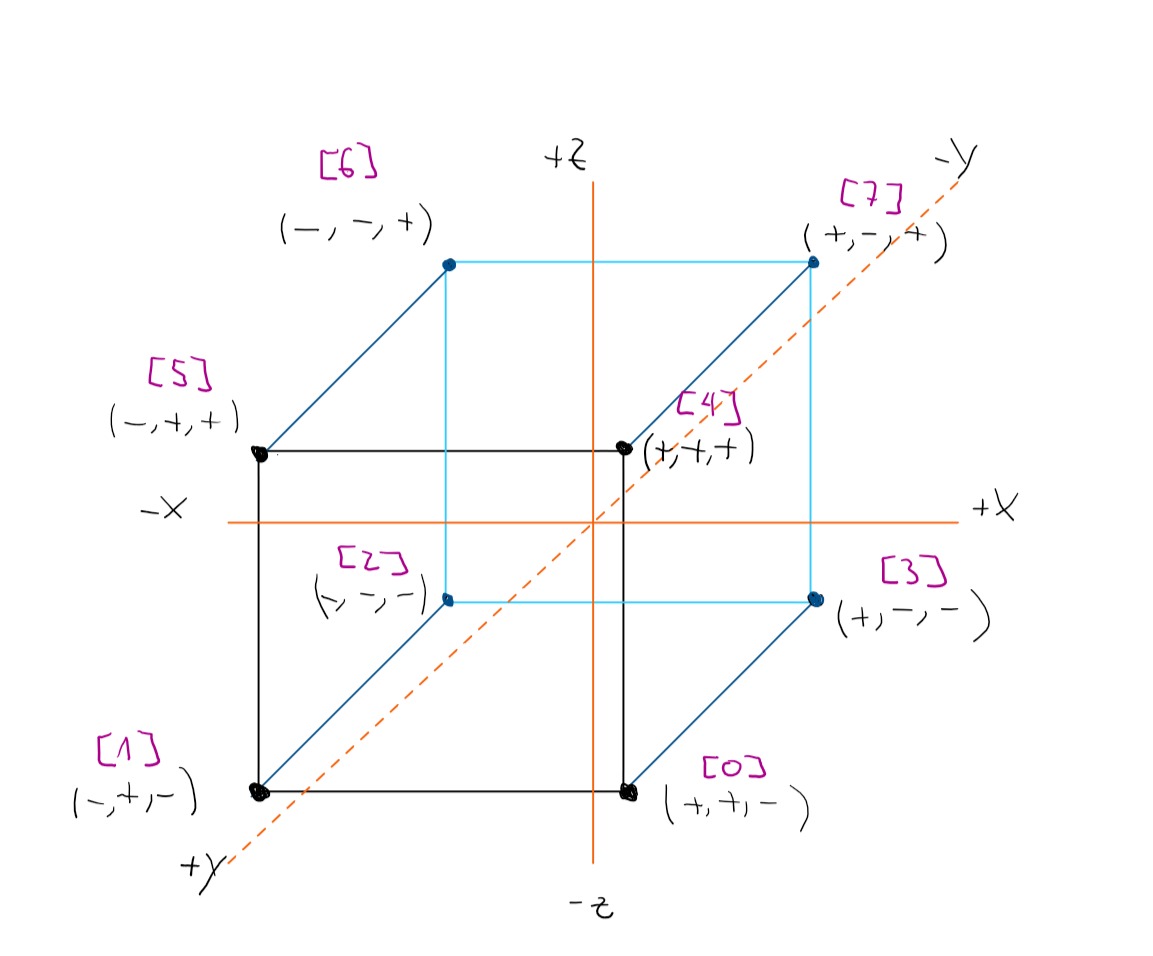 +Z
-Y
[6]
[7]
(-,-,+)
(+,-,+)
[5]
[4]
(-,+,+)
(+,+,+)
-X
+X
[2]
[3]
(-,-,-)
(+,-,-)
[1]
[0]
(-,+,-)
(+,+,-)
+Y
-z